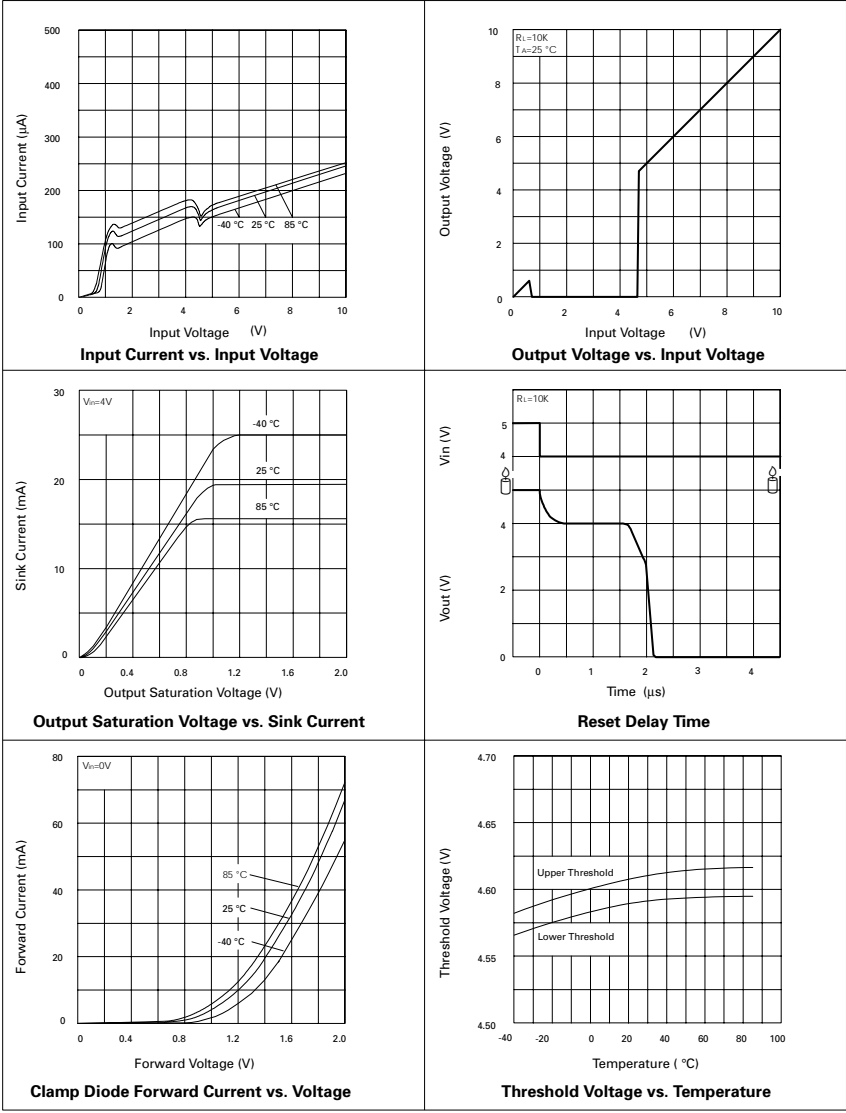 500
400
300
200
100
0
0 2 4 6 8 10
Input Current (µA)
-40 °C 25 °C 85 °C
Input Voltage (V)
Input Current vs. Input Voltage
RL=10K
TA=25 °C
10
8
6
4
2
0
0 2 4 6 8 10
Output Voltage (V)
Input Voltage (V)
Output Voltage vs. Input Voltage
Vin=4V
30
20
10
0
0 0.4 0.8 1.2 1.6 2.0
Sink Current (mA)
-40 °C
25 °C
85 °C
Output Saturation Voltage (V)
Output Saturation Voltage vs. Sink Current
RL=10K
5
4
Vin (V)
4
2
0
Vout (V)
0 1 2 3 4
Time (µs)
Reset Delay Time
Vin=0V
80
60
40
20
0
0 0.4 0.8 1.2 1.6 2.0
Forward Current (mA)
85 °C
25 °C
-40 °C
Forward Voltage (V)
Clamp Diode Forward Current vs. Voltage
4.70
4.65
4.60
4.55
4.50
-40 -20 0 20 40 60 80 100
Threshold Voltage (V)
Upper Threshold
Lower Threshold
Temperature ( °C)
Threshold Voltage vs. Temperature